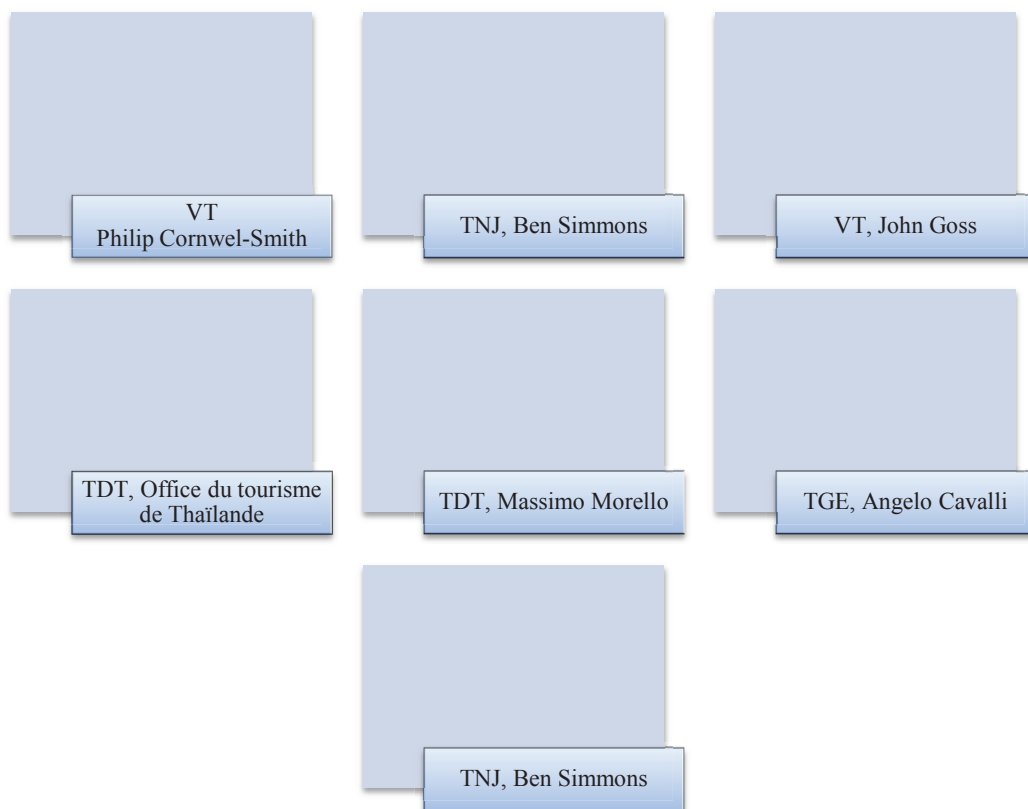 VT
Philip Cornwel-Smith
TNJ, Ben Simmons
VT, John Goss
TDT, Office du tourisme
de Thaïlande
TDT, Massimo Morello
TGE, Angelo Cavalli
TNJ, Ben Simmons